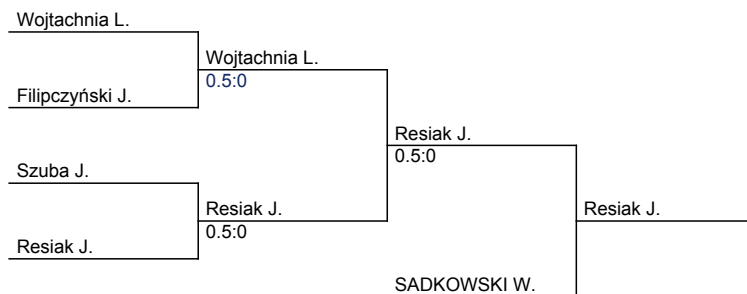 Wojtachnia L.
Wojtachnia L.
0.5:0
Filipczyński J.
Resiak J.
0.5:0
Szuba J.
Resiak J.
0.5:0
Resiak J.
Resiak J.
SADKOWSKI W.